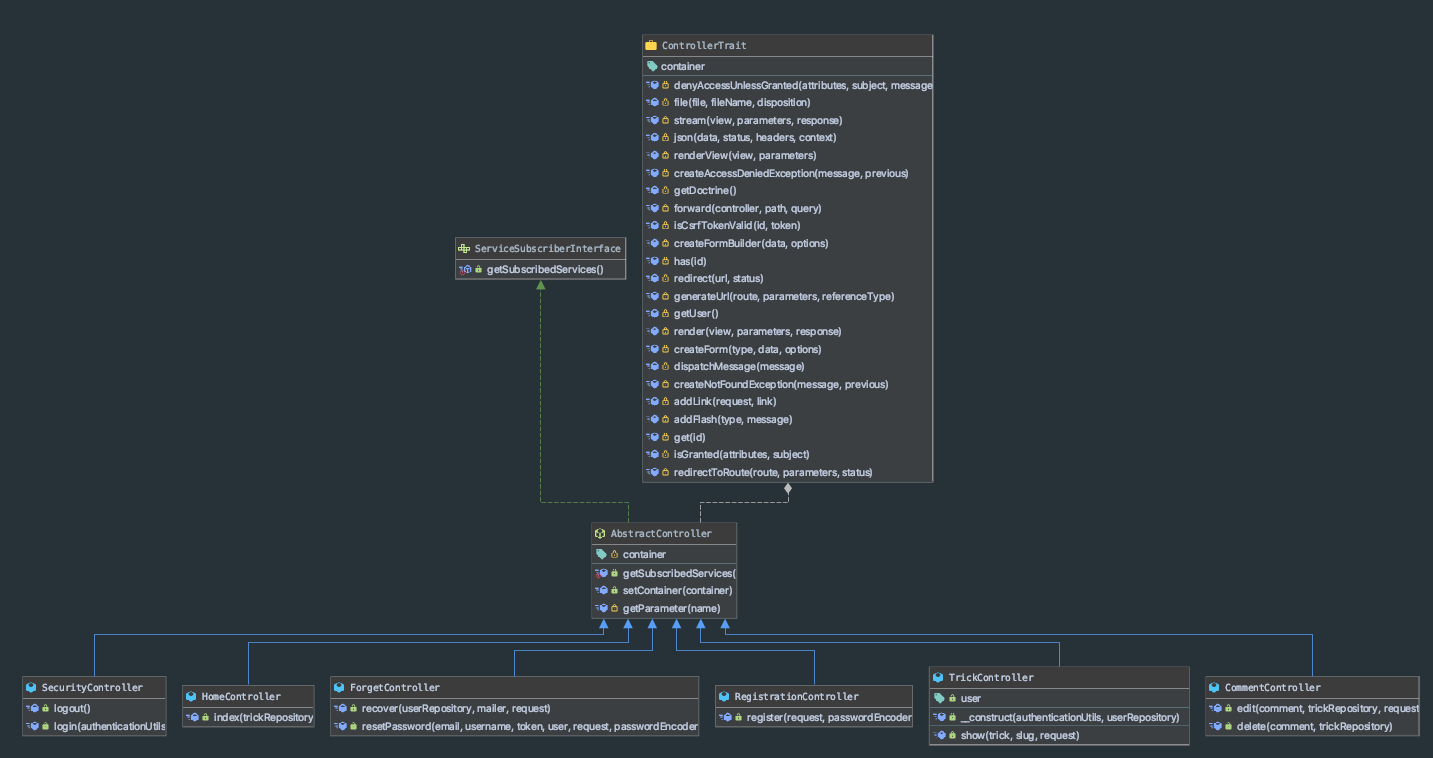 ControllerTrait
container
denyAccessUnlessGranted(attributes, subject, message
file(file, fileName, disposition)
stream(view, parameters, response)
json(data, status, headers, context)
renderView(view, parameters)
createAccessDeniedException(message, previous)
getDoctrine()
forward(controller, path, query)
isCsrfTokenValid(id, token)
createFormBuilder(data, options)
has(id)
redirect(url, status)
generateUrl(route, parameters, referenceType)
getUser()
render(view, parameters, response)
createForm(type, data, options)
dispatchMessage(message)
createNotFoundException(message, previous)
addLink(request, link)
addFlash(type, message)
get(id)
isGranted(attributes, subject)
redirectToRoute(route, parameters, status)
ServiceSubscriberInterface
getSubscribedServices()
AbstractController
container
getSubscribedServices(
setContainer(container)
getParameter(name)
SecurityController
logout()
login(authenticationUtils
HomeController
index(trickRepository
ForgetController
recover(userRepository, mailer, request)
resetPassword(email, username, token, user, request, passwordEncoder
RegistrationController
register(request, passwordEncoder
TrickController
user
__construct(authenticationUtils, userRepository)
show(trick, slug, request)
CommentController
edit(comment, trickRepository, request
delete(comment, trickRepository)